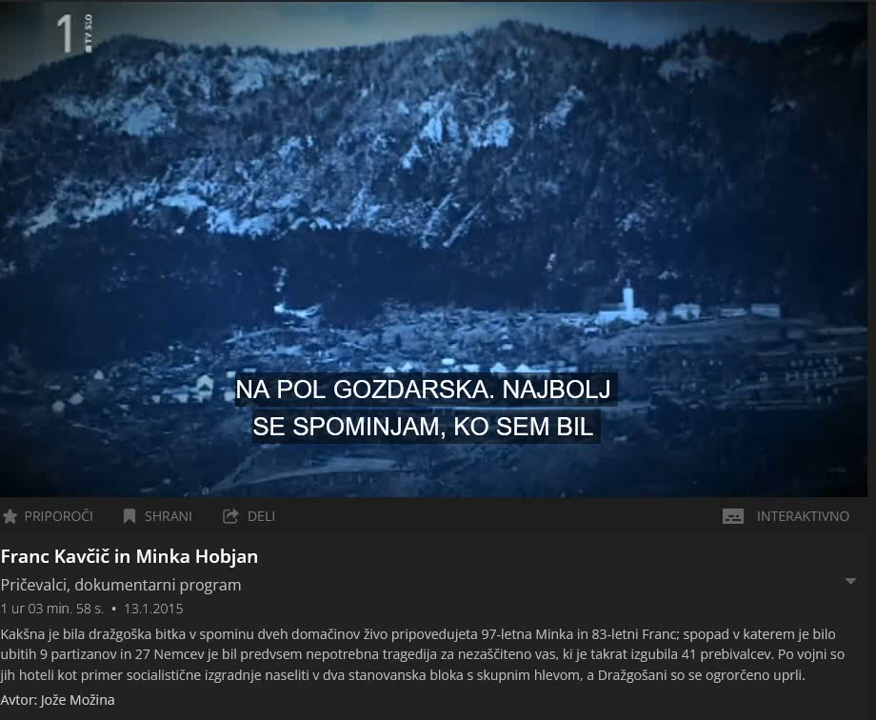 1
TV SLO
NA POL GOZDARSKA. NAJBOLJ
SE SPOMINJAM, KO SEM BIL
PRIPOROČI SHRANI DELI INTERAKTIVNO
Franc Kavčič in Minka Hobjan
Pričevalci, dokumentarni program
1 ur 03 min. 58 s. • 13.1.2015
Kakšna je bila dražgoška bitka v spominu dveh domačinov živo pripovedujeta 97-letna Minka in 83-letni Franc; spopad v katerem je bilo
ubitih 9 partizanov in 27 Nemcev je bil predvsem nepotrebna tragedija za nezaščiteno vas, ki je takrat izgubila 41 prebivalcev. Po vojni so
jih hoteli kot primer socialistične izgradnje naseliti v dva stanovanska bloka s skupnim hlevom, a Dražgošani so se ogrorčeno uprli.
Avtor: Jože Možina